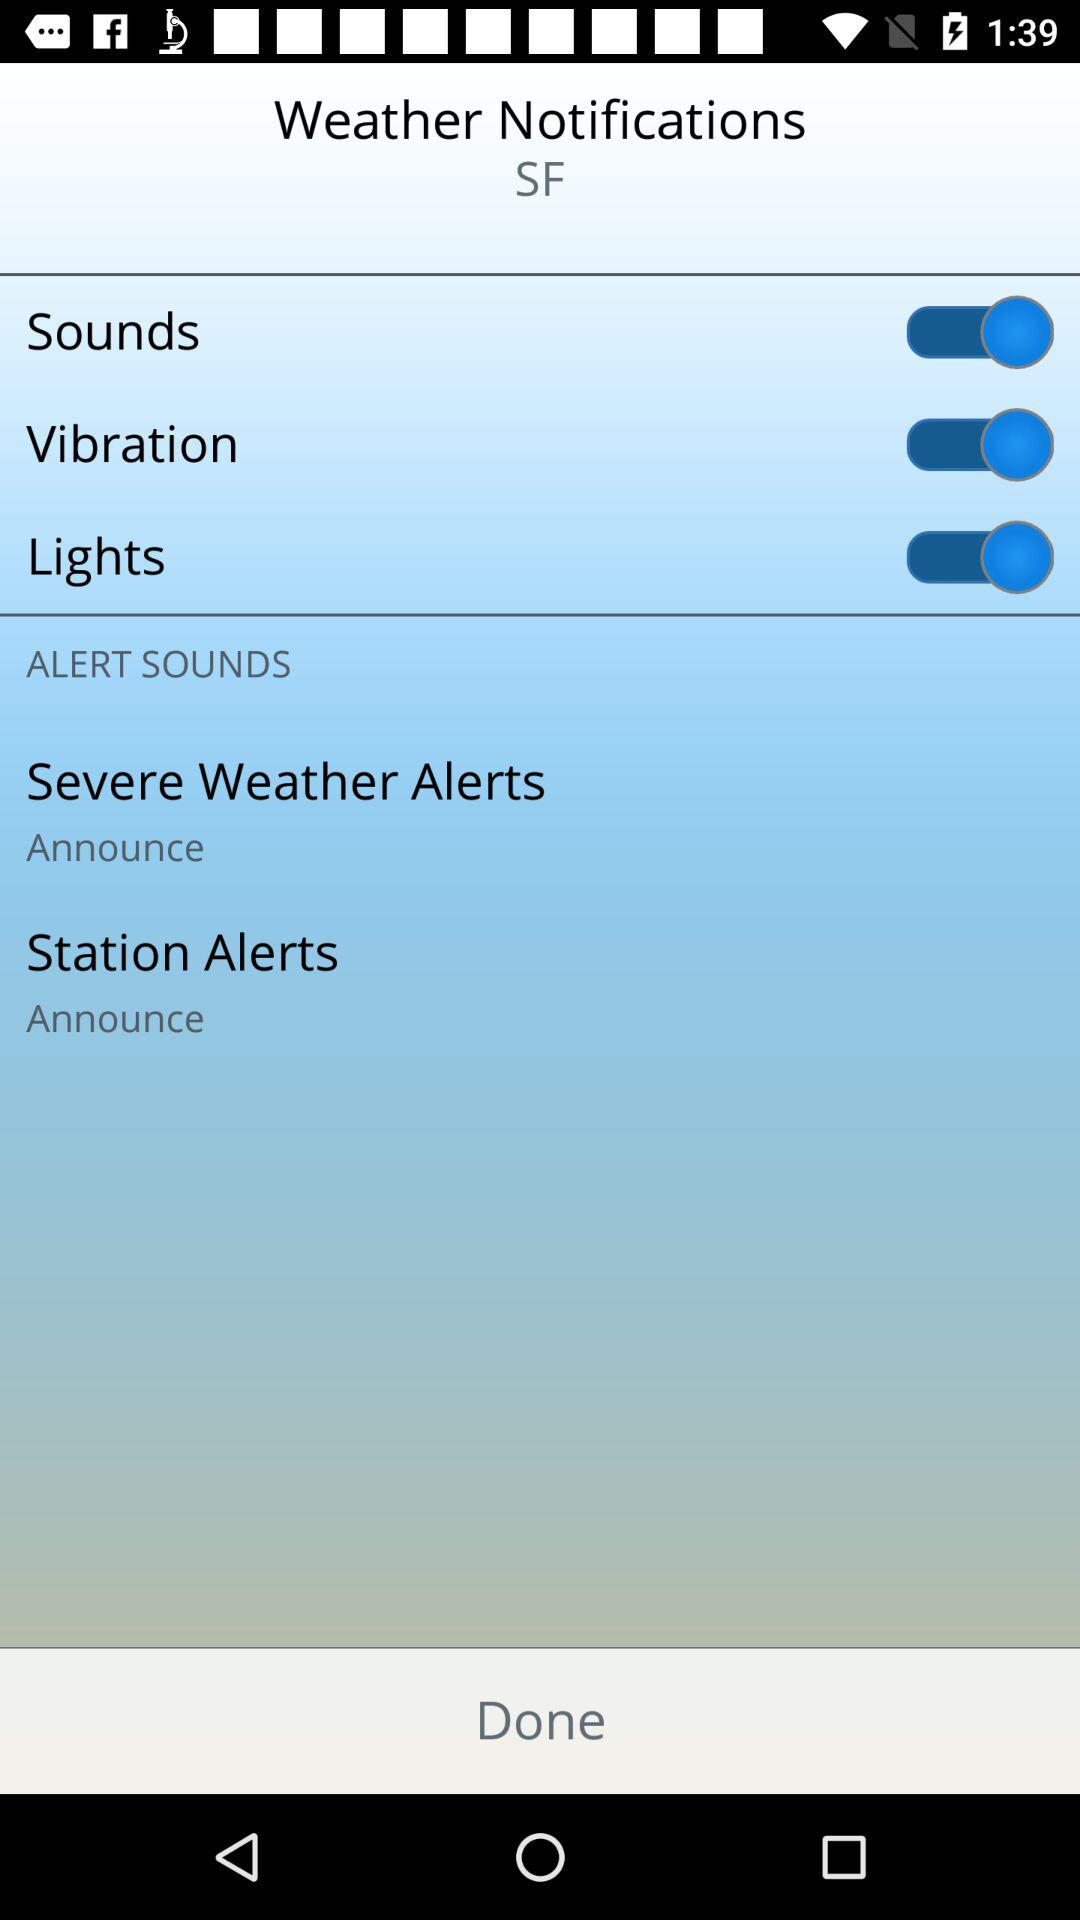 1:39
Weather Notifications
SF
Sounds
Vibration
Lights
ALERT SOUNDS
Severe Weather Alerts
Announce
Station Alerts
Announce
Done